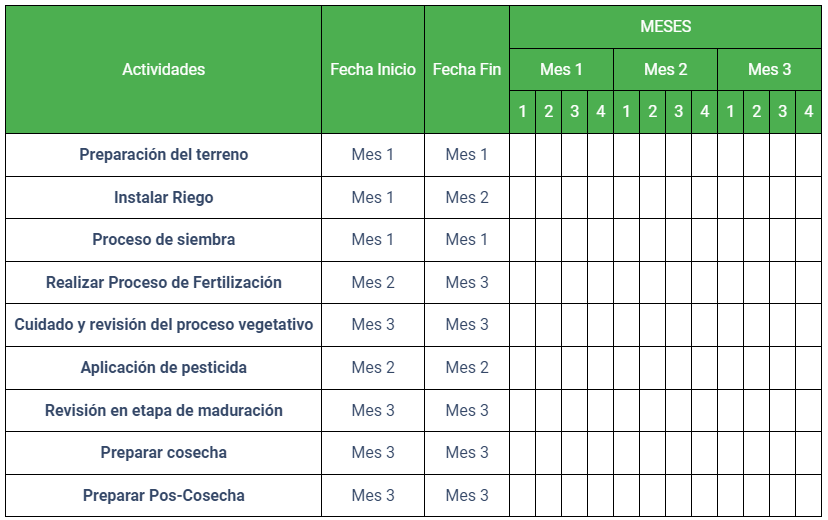 MESES
Actividades Fecha Inicio Fecha Fin Mes 1 Mes 2 Mes 3
1 2 3 4 1 2 3 4 1 2 3 4
Preparación del terreno Mes 1 Mes 1
Instalar Riego Mes 1 Mes 2
Proceso de siembra Mes 1 Mes 1
Realizar Proceso de Fertilización Mes 2 Mes 3
Cuidado y revisión del proceso vegetativo Mes 3 Mes 3
Aplicación de pesticida Mes 2 Mes 2
Revisión en etapa de maduración Mes 3 Mes 3
Preparar cosecha Mes 3 Mes 3
Preparar Pos-Cosecha Mes 3 Mes 3